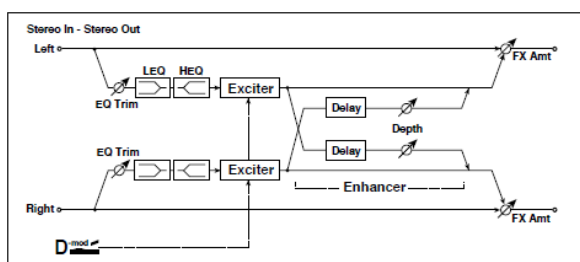 Stereo In - Stereo Out
Left
FX Amt
LEQ HEQ
EQ Trim
Exciter
Delay
Depth
EQ Trim
Delay
Exciter
Enhancer
Right
FX Amt
D-mod